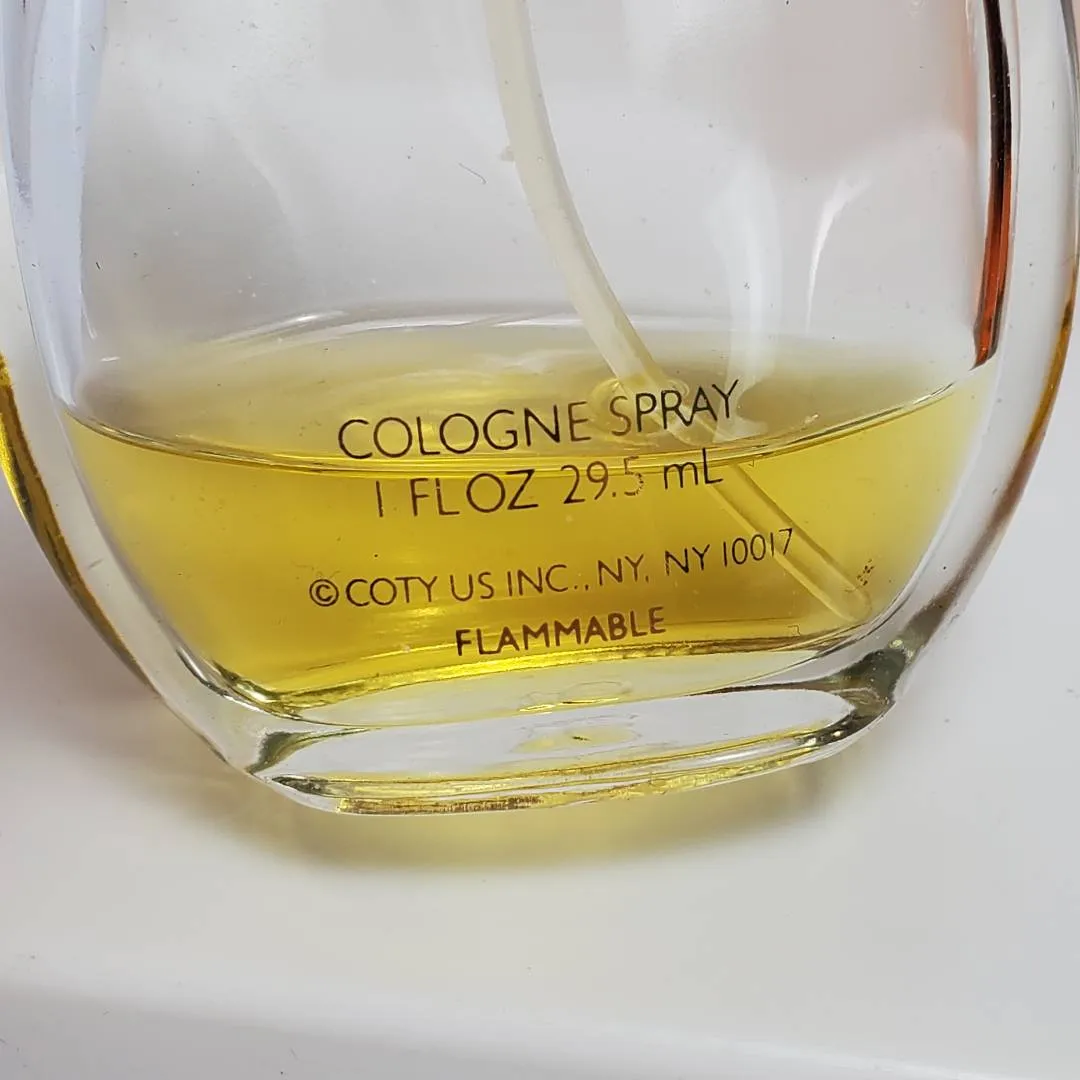 COLOGNE SPRAY
1 FL OZ 29.5 mL
©COTY US INC., NY, NY 10017
FLAMMABLE